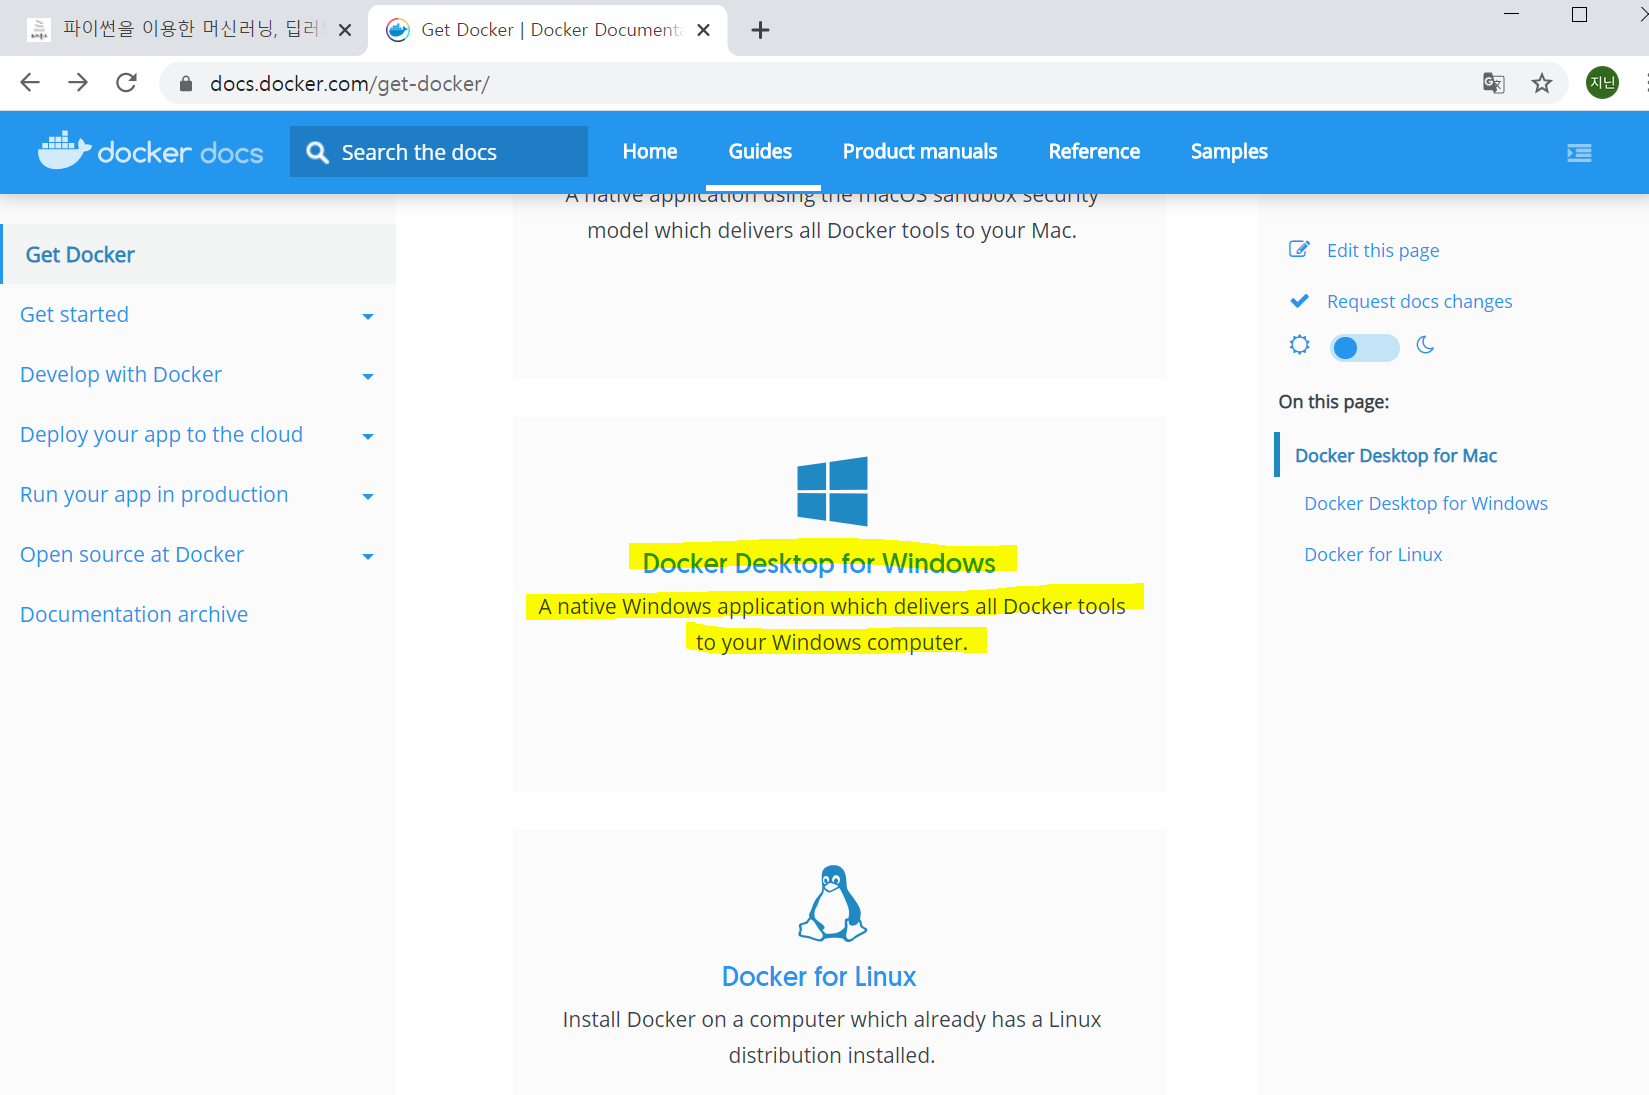 파이썬을 이용한 머신러닝, 딥러
Get Docker | Docker Documenta
docs.docker.com/get-docker/
지닌
docker docs
Search the docs
Home
Guides
Product manuals
Reference
Samples
Get Docker
Get started
Develop with Docker
Deploy your app to the cloud
Run your app in production
Open source at Docker
Documentation archive
A native application using the macOS sandbox security
model which delivers all Docker tools to your Mac.
Docker Desktop for Windows
A native Windows application which delivers all Docker tools
to your Windows computer.
Docker for Linux
Install Docker on a computer which already has a Linux
distribution installed.
Edit this page
Request docs changes
On this page:
Docker Desktop for Mac
Docker Desktop for Windows
Docker for Linux